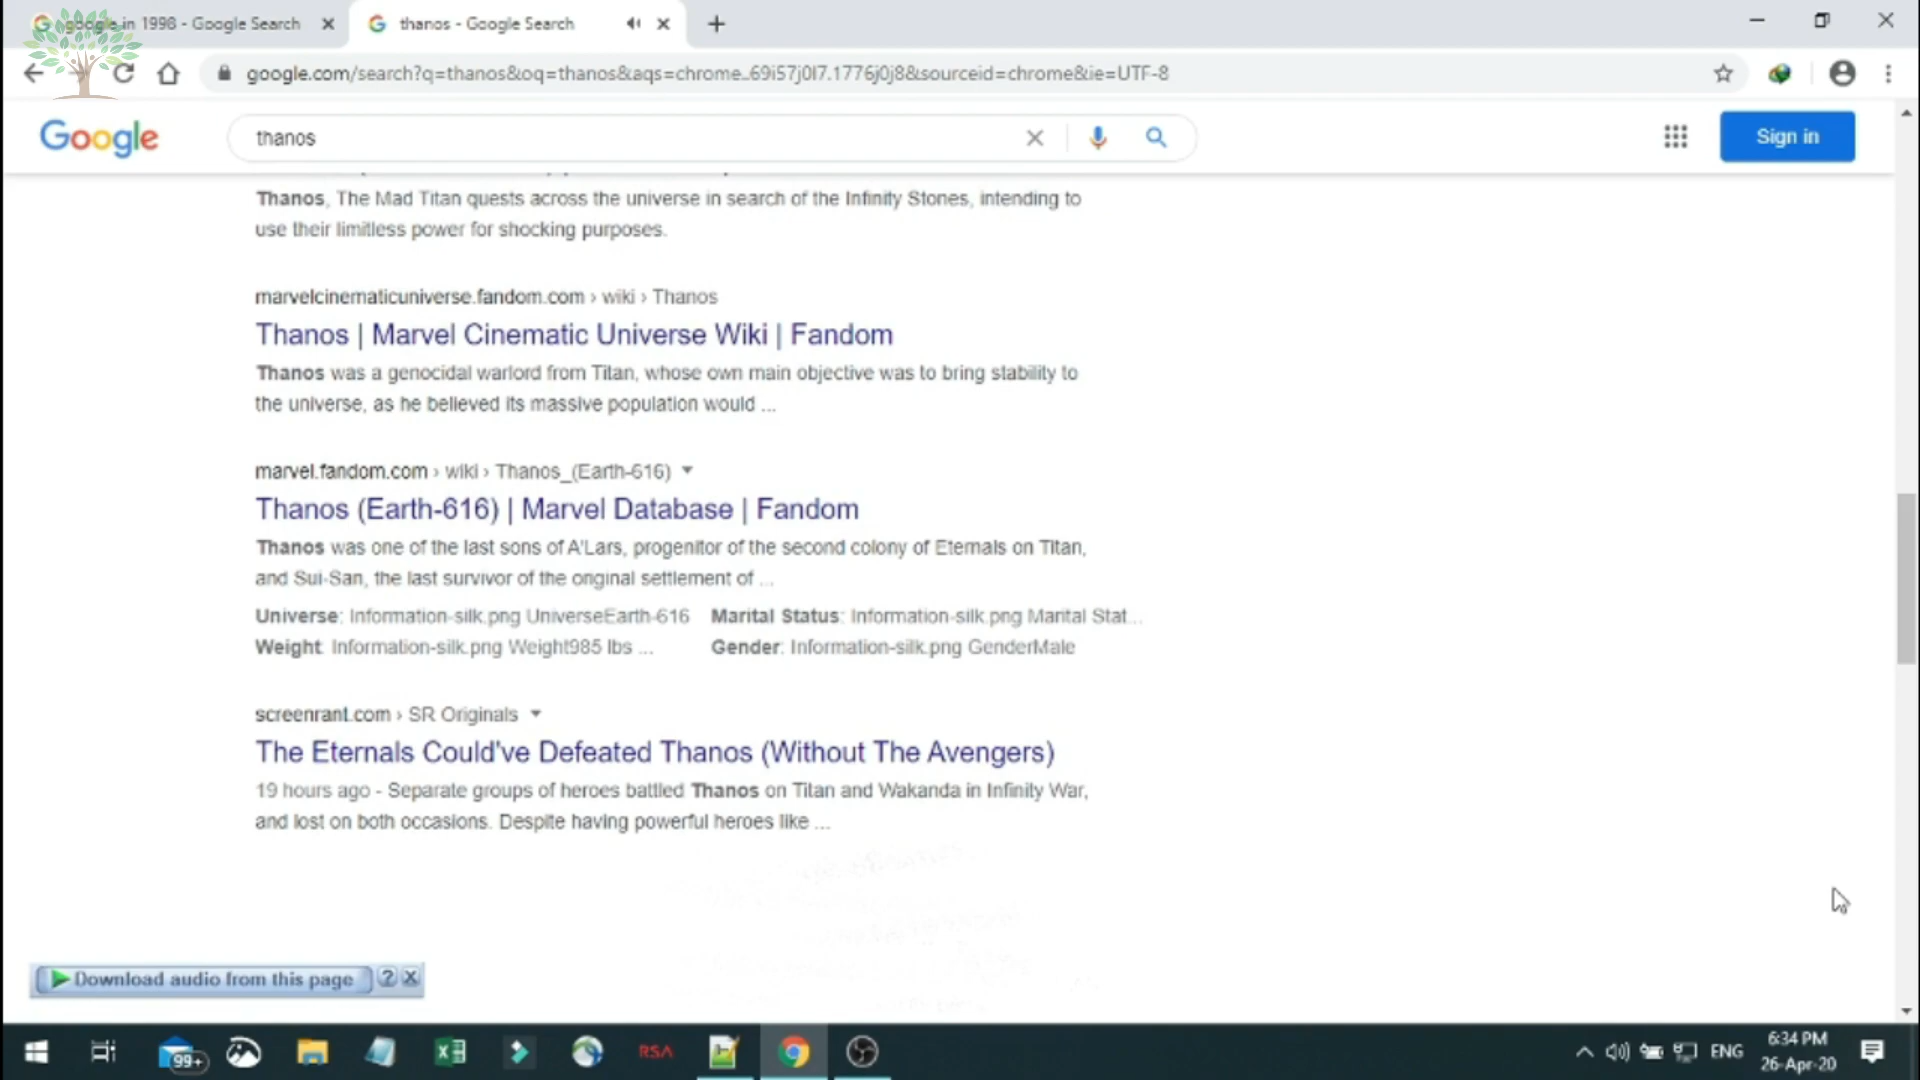 google in 1998 - Google Search
thanos - Google Search
google.com/search?q=thanos&oq=thanos&aqs=chrome..69i57j0l7.1776j0j8&sourceid=chrome&ie=UTF-8
Google
thanos
Sign in
Thanos, The Mad Titan quests across the universe in search of the Infinity Stones, intending to
use their limitless power for shocking purposes.
marvelcinematicuniverse.fandom.com › wiki › Thanos
Thanos | Marvel Cinematic Universe Wiki | Fandom
Thanos was a genocidal warlord from Titan, whose own main objective was to bring stability to
the universe, as he believed its massive population would ...
marvel.fandom.com › wiki › Thanos_(Earth-616)
Thanos (Earth-616) | Marvel Database | Fandom
Thanos was one of the last sons of A'Lars, progenitor of the second colony of Eternals on Titan,
and Sui-San, the last survivor of the original settlement of ...
Universe: Information-silk.png UniverseEarth-616 Marital Status: Information-silk.png Marital Stat...
Weight: Information-silk.png Weight985 lbs ... Gender: Information-silk.png GenderMale
screenrant.com › SR Originals
The Eternals Could've Defeated Thanos (Without The Avengers)
19 hours ago - Separate groups of heroes battled Thanos on Titan and Wakanda in Infinity War,
and lost on both occasions. Despite having powerful heroes like ...
Download audio from this page ?
99+
RSA
ENG
6:34 PM
26-Apr-20